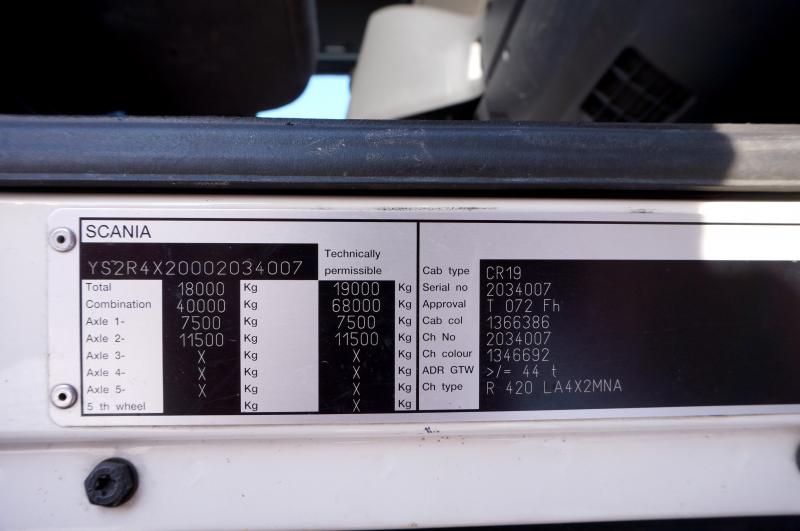 SCANIA
YS2R4X20002034007
Technically
permissible
Total 18000 Kg 19000 Kg
Combination 40000 Kg 68000 Kg
Axle 1- 7500 Kg 7500 Kg
Axle 2- 11500 Kg 11500 Kg
Axle 3- X Kg X Kg
Axle 4- X Kg X Kg
Axle 5- X Kg X Kg
5 th wheel Kg X Kg
Cab type CR19
Serial no 2034007
Approval T 072 Fh
Cab col 1366386
Ch No 2034007
Ch colour 1346692
ADR GTW >/= 44 t
Ch type R 420 LA4X2MNA